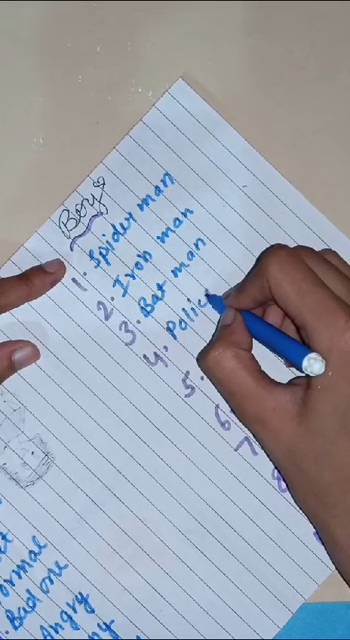 Boy
1. Spider man
2. Iron man
3. Bat man
4. Police
5.
6.
7
8
ormal
Bad one
Angry